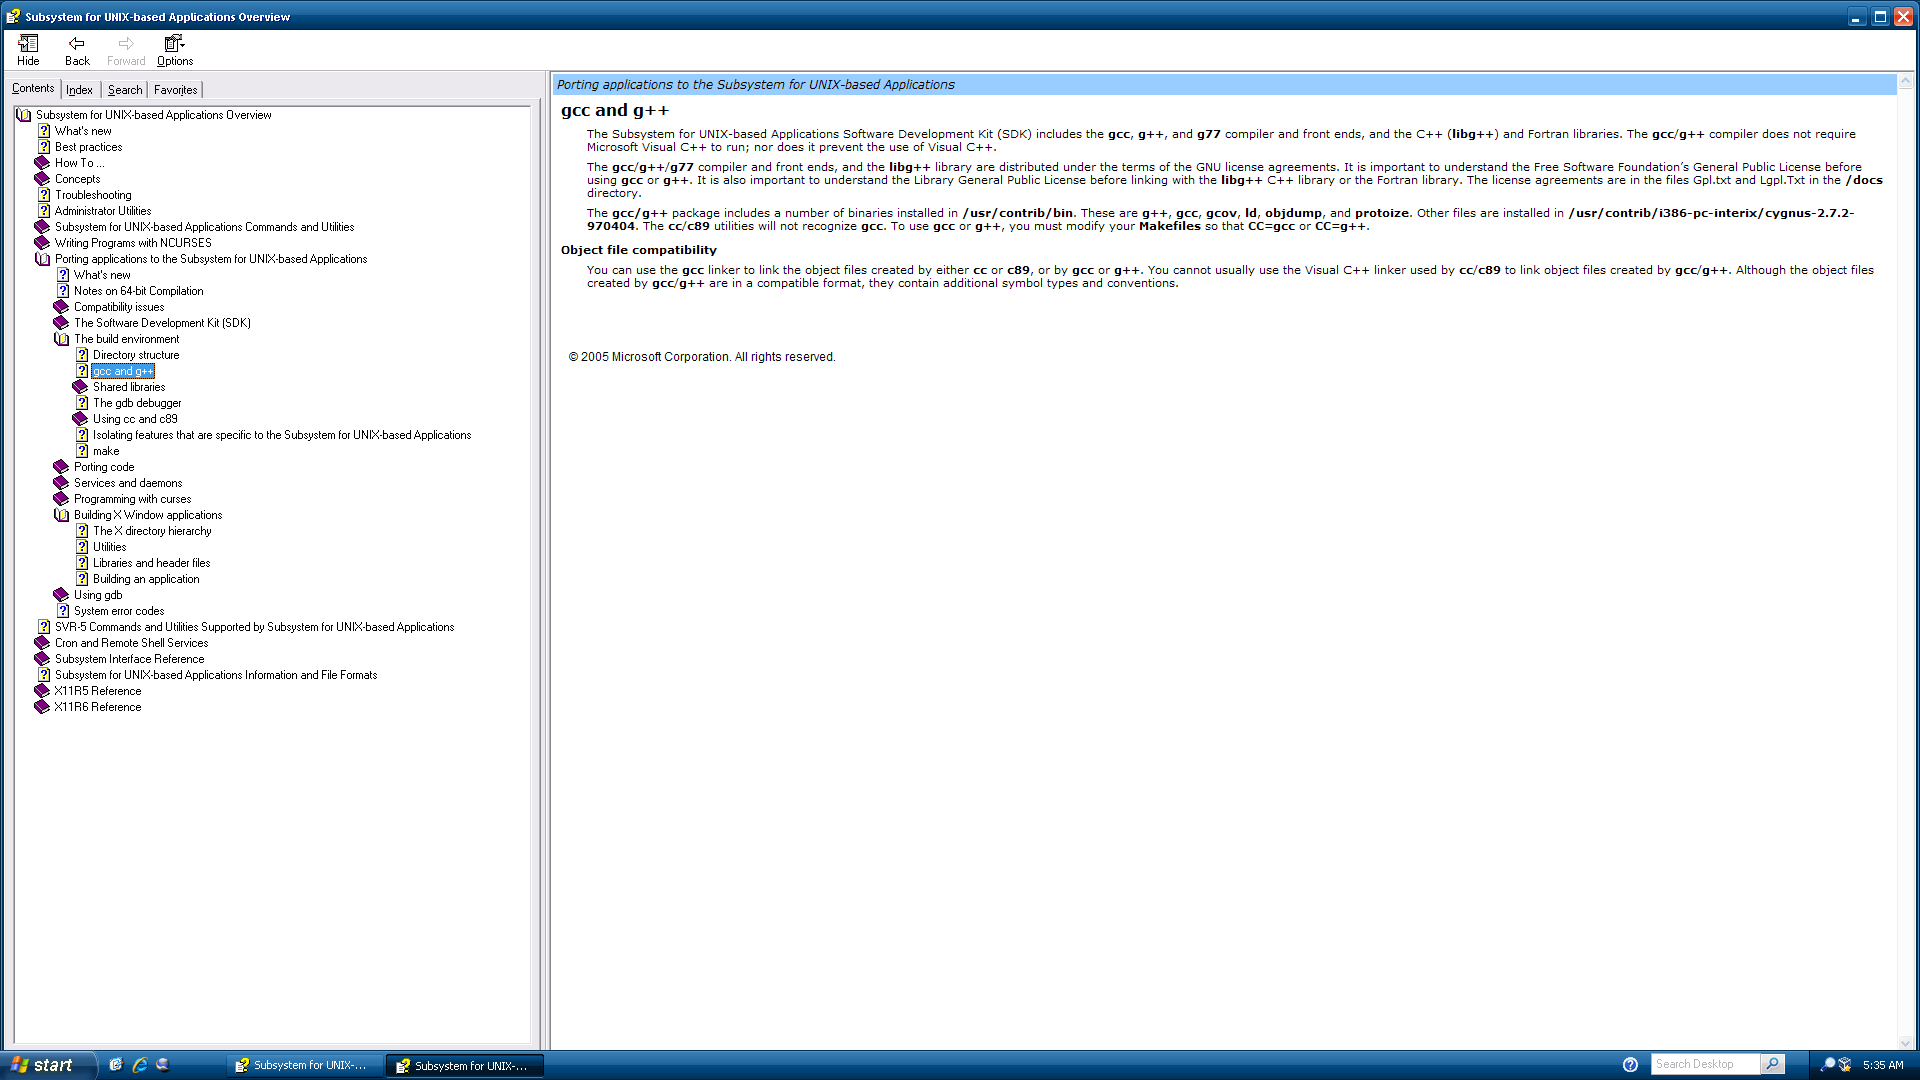 Subsystem for UNIX-based Applications Overview
Hide
Back
Forward
Options
Contents
Index
Search
Favorites
Subsystem for UNIX-based Applications Overview
What's new
Best practices
How To ...
Concepts
Troubleshooting
Administrator Utilities
Subsystem for UNIX-based Applications Commands and Utilities
Writing Programs with NCURSES
Porting applications to the Subsystem for UNIX-based Applications
What's new
Notes on 64-bit Compilation
Compatibility issues
The Software Development Kit (SDK)
The build environment
Directory structure
gcc and g++
Shared libraries
The gdb debugger
Using cc and c89
Isolating features that are specific to the Subsystem for UNIX-based Applications
make
Porting code
Services and daemons
Programming with curses
Building X Window applications
The X directory hierarchy
Utilities
Libraries and header files
Building an application
Using gdb
System error codes
SVR-5 Commands and Utilities Supported by Subsystem for UNIX-based Applications
Cron and Remote Shell Services
Subsystem Interface Reference
Subsystem for UNIX-based Applications Information and File Formats
X11R5 Reference
X11R6 Reference
Porting applications to the Subsystem for UNIX-based Applications
gcc and g++
The Subsystem for UNIX-based Applications Software Development Kit (SDK) includes the gcc, g++, and g77 compiler and front ends, and the C++ (libg++) and Fortran libraries. The gcc/g++ compiler does not require
Microsoft Visual C++ to run; nor does it prevent the use of Visual C++.
The gcc/g++/g77 compiler and front ends, and the libg++ library are distributed under the terms of the GNU license agreements. It is important to understand the Free Software Foundation's General Public License before
using gcc or g++. It is also important to understand the Library General Public License before linking with the libg++ C++ library or the Fortran library. The license agreements are in the files Gpl.txt and Lgpl.Txt in the /docs
directory.
The gcc/g++ package includes a number of binaries installed in /usr/contrib/bin. These are g++, gcc, gcov, ld, objdump, and protoize. Other files are installed in /usr/contrib/i386-pc-interix/cygnus-2.7.2-
970404. The cc/c89 utilities will not recognize gcc. To use gcc or g++, you must modify your Makefiles so that CC=gcc or CC=g++.
Object file compatibility
You can use the gcc linker to link the object files created by either cc or c89, or by gcc or g++. You cannot usually use the Visual C++ linker used by cc/c89 to link object files created by gcc/g++. Although the object files
created by gcc/g++ are in a compatible format, they contain additional symbol types and conventions.
© 2005 Microsoft Corporation. All rights reserved.
start
Subsystem for UNIX-...
Subsystem for UNIX-...
Search Desktop
5:35 AM